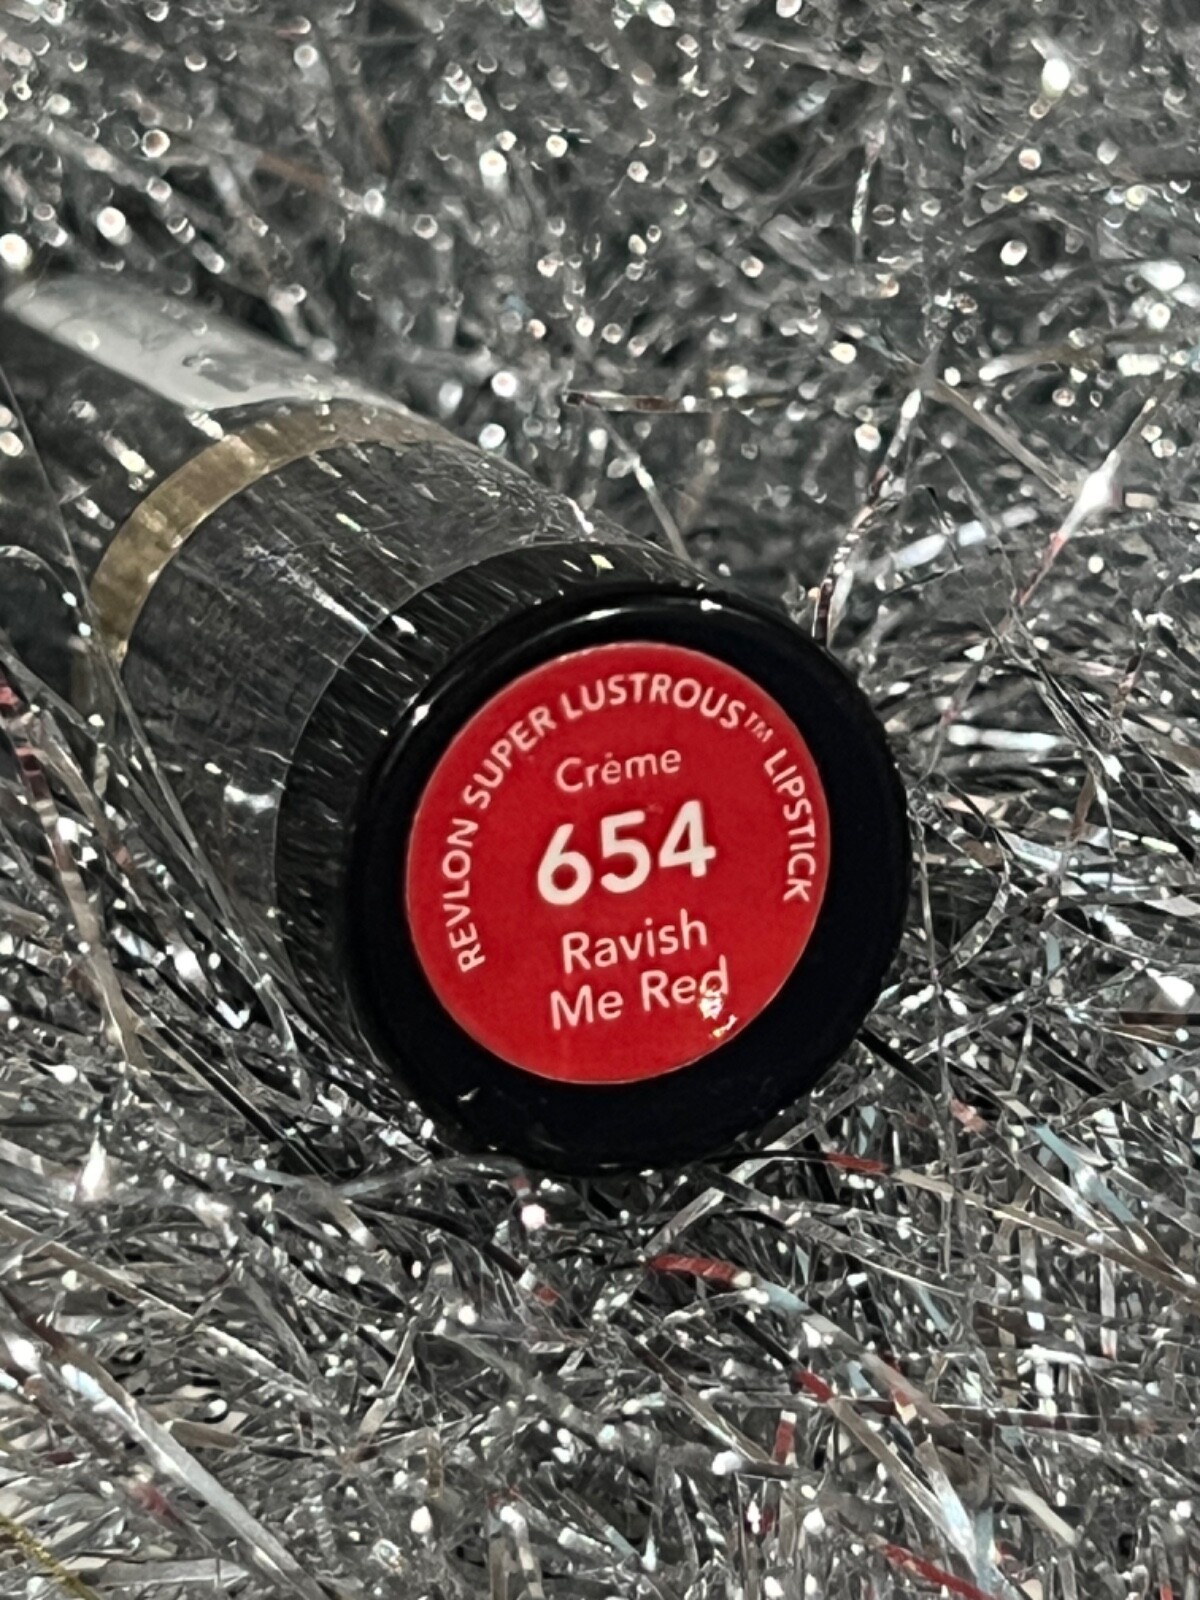 REVLON SUPER LUSTROUS™ LIPSTICK
Crème
654
Ravish
Me Red